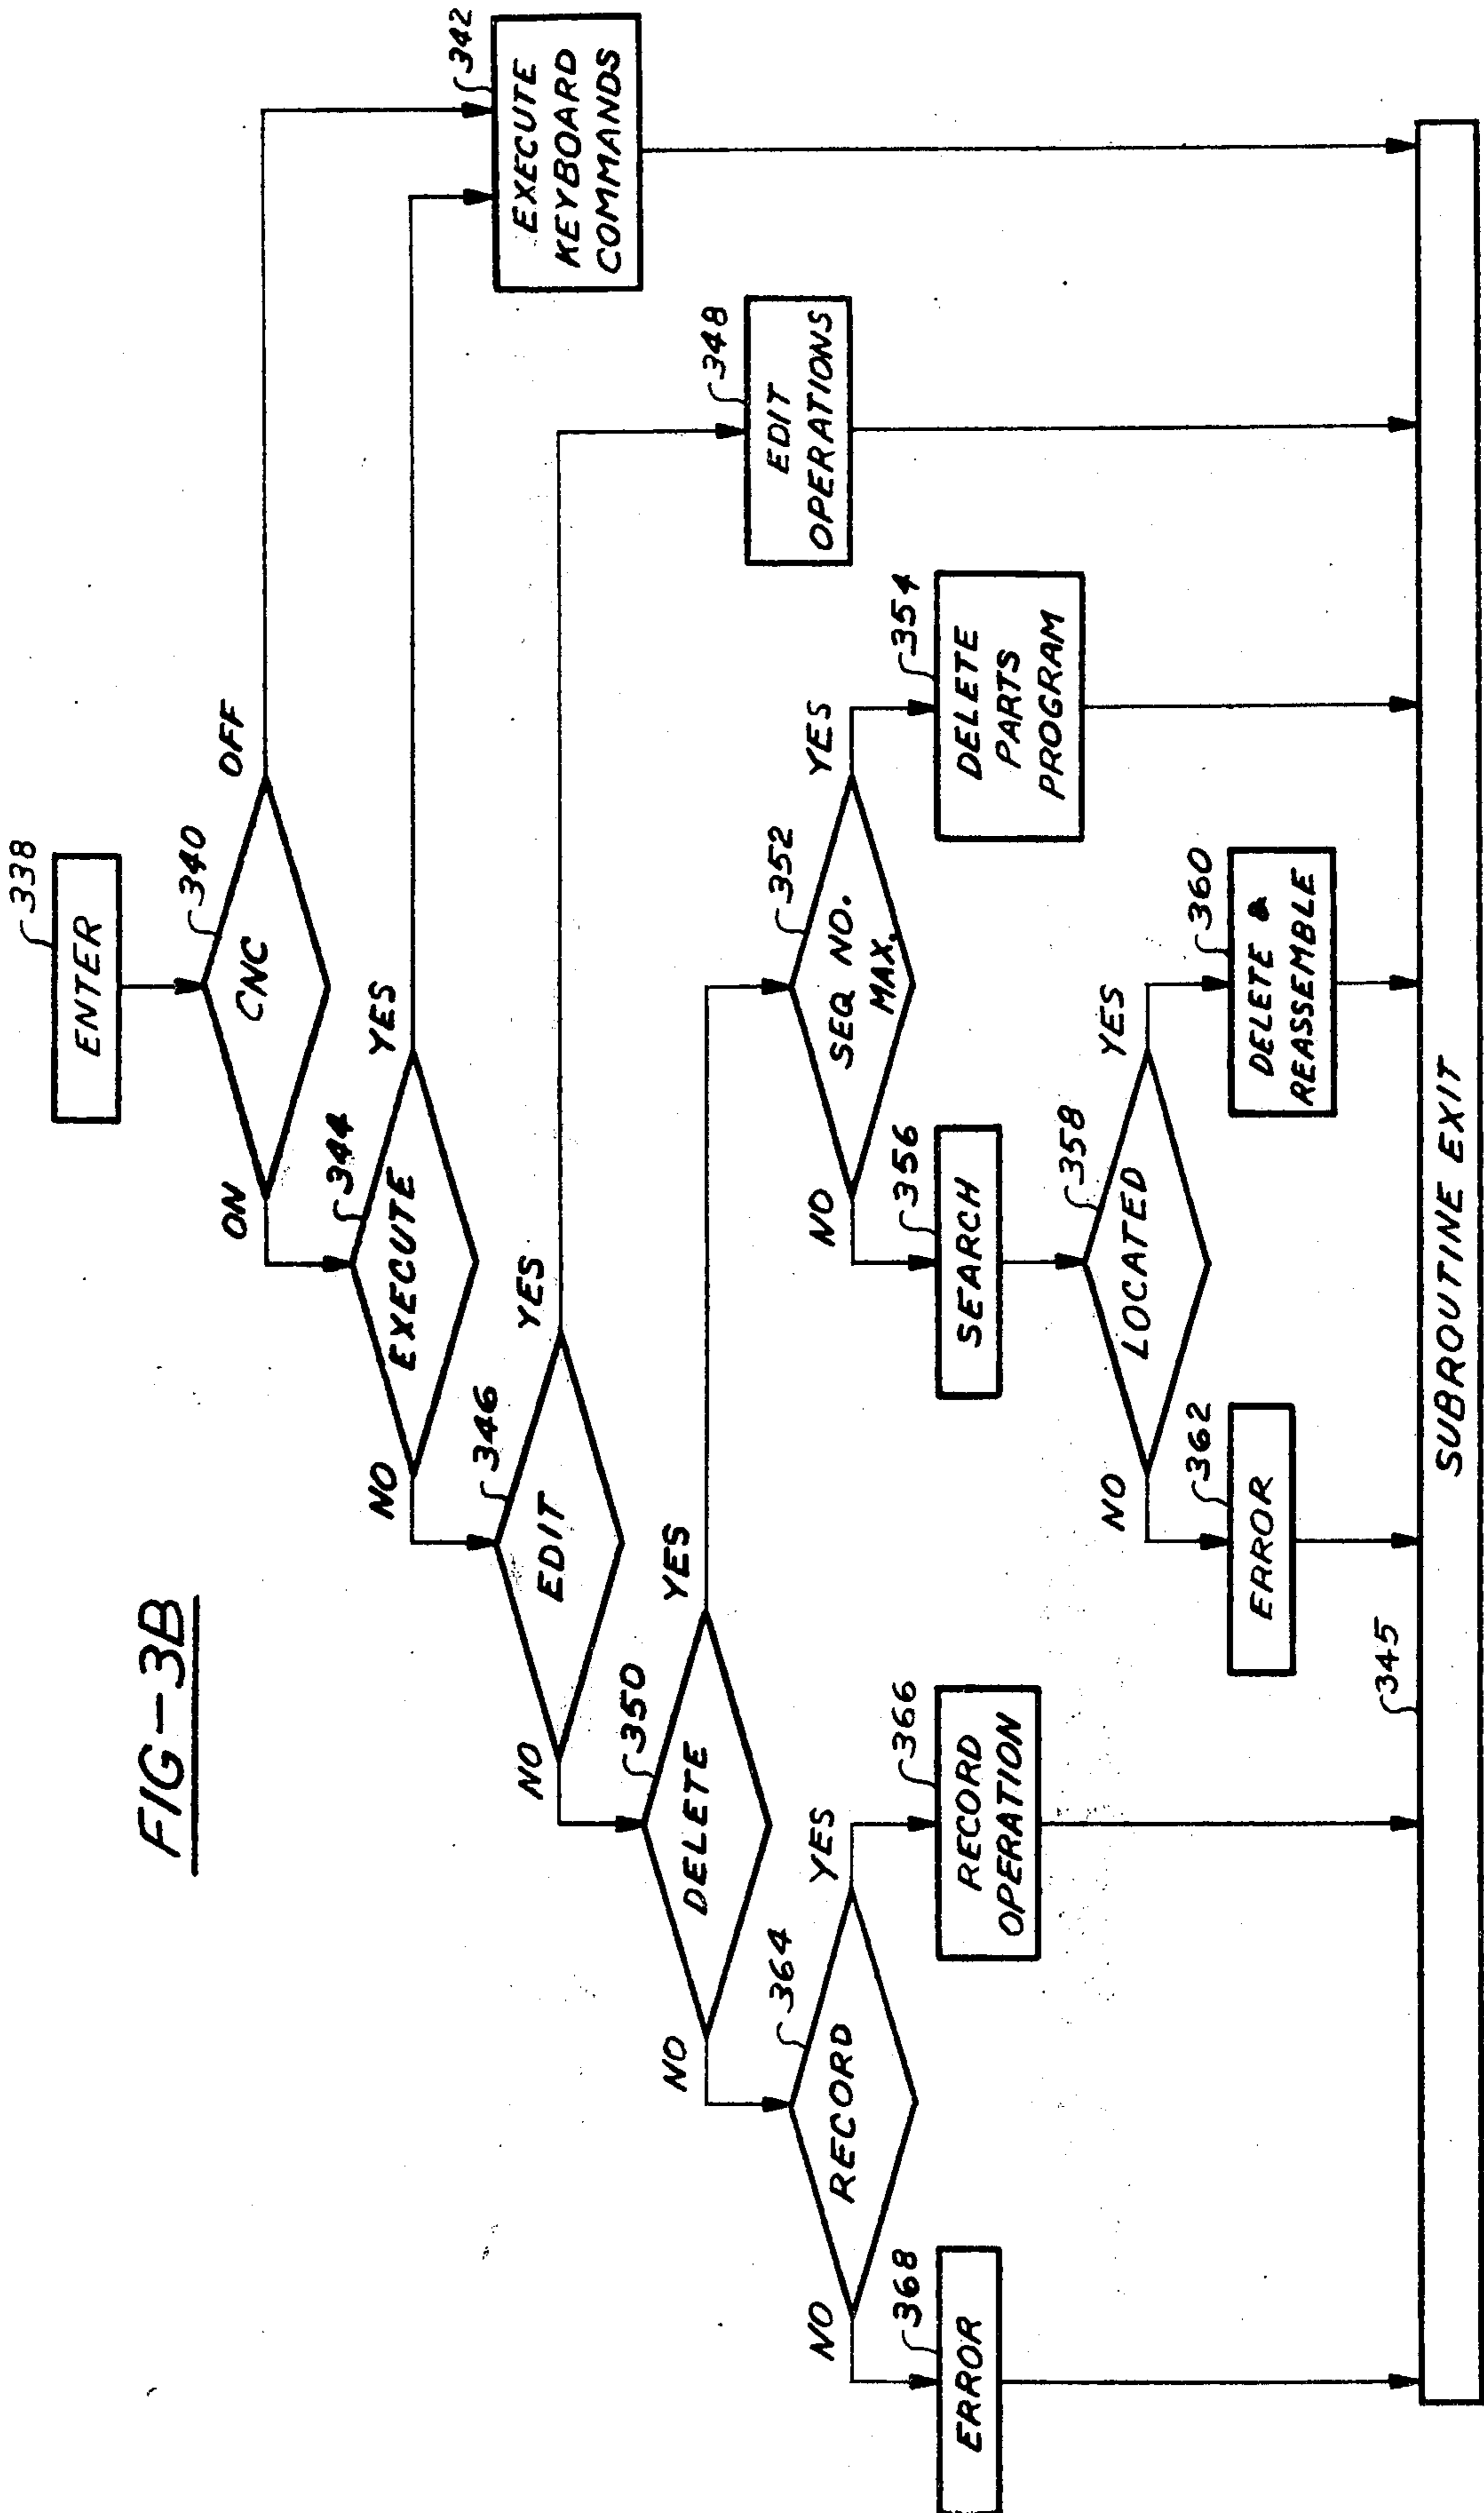 FIG-3B
338
ENTER
340
CNC
ON
OFF
344
EXECUTE
NO
YES
342
EXECUTE
KEYBOARD
COMMANDS
346
EDIT
NO
YES
348
EDIT
OPERATIONS
350
DELETE
NO
YES
352
SEQ NO.
MAX.
NO
YES
354
DELETE
PARTS
PROGRAM
356
SEARCH
358
LOCATED
NO
YES
360
DELETE &
REASSEMBLE
362
ERROR
364
RECORD
NO
YES
366
RECORD
OPERATION
368
ERROR
345
SUBROUTINE EXIT